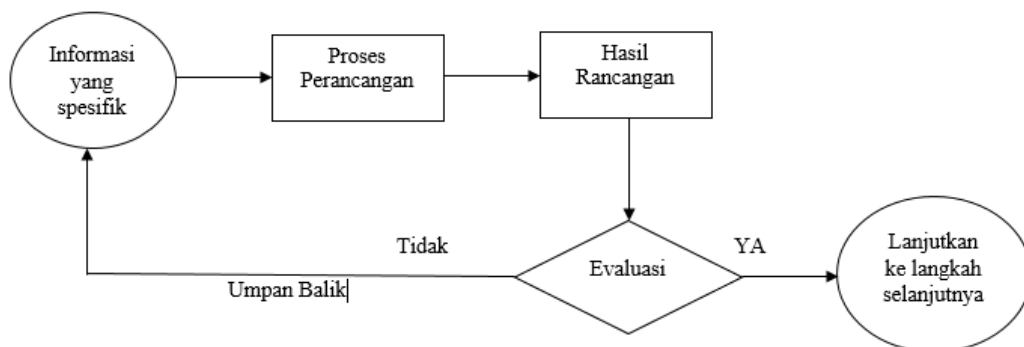 Informasi
yang
spesifik
Proses
Perancangan
Hasil
Rancangan
Evaluasi
Tidak
Umpan Balik
YA
Lanjutkan
ke langkah
selanjutnya